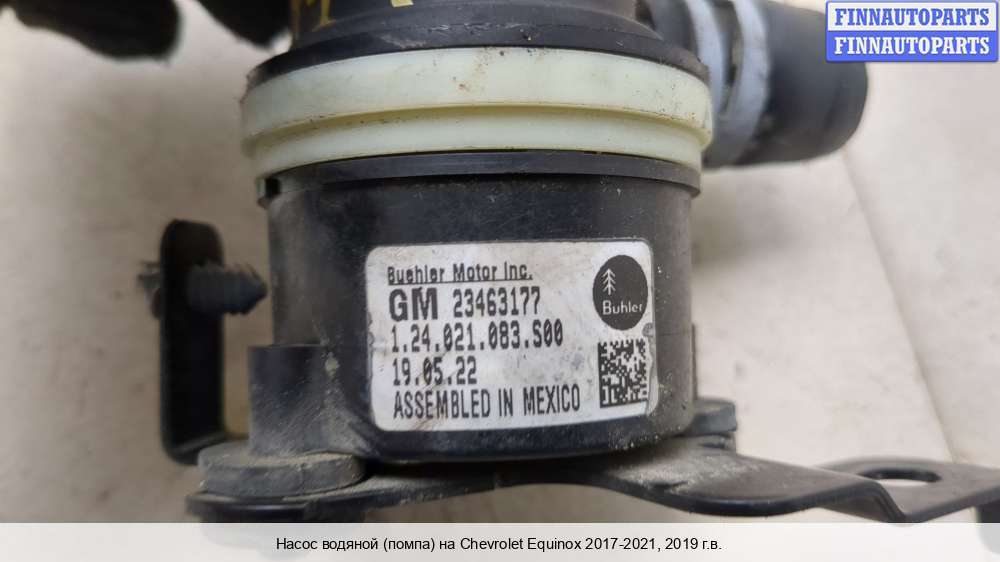 FINNAUTOPARTS
FINNAUTOPARTS
Buehler Motor Inc.
GM 23463177
Buhler
1.24.021.083.S00
19.05.22
ASSEMBLED IN MEXICO
Насос водяной (помпа) на Chevrolet Equinox 2017-2021, 2019 г.в.